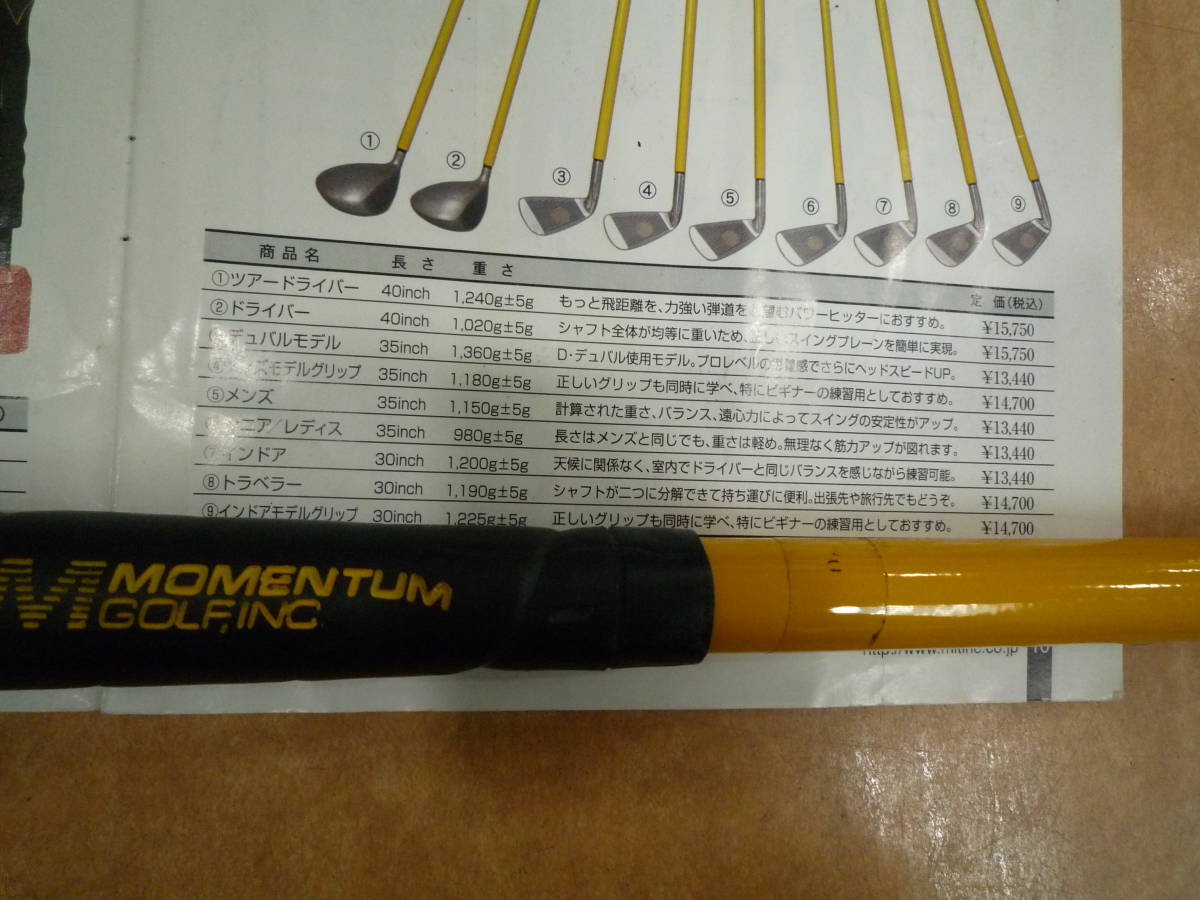 ① ② ③ ④ ⑤ ⑥ ⑦ ⑧ ⑨
商品名 長さ 重さ 定価(税込)
①ツアードライバー 40inch 1,240g±5g もっと飛距離を、力強い弾道を 望むパワーヒッターにおすすめ。 ¥15,750
②ドライバー 40inch 1,020g±5g シャフト全体が均等に重いため、正しいスイングプレーンを簡単に実現。 ¥15,750
デュバルモデル 35inch 1,360g±5g D・デュバル使用モデル。プロレベルの 距離感でさらにヘッドスピードUP。 ¥13,440
④ ズモデルグリップ 35inch 1,180g±5g 正しいグリップも同時に学べ、特にビギナーの練習用としておすすめ。 ¥14,700
⑤メンズ 35inch 1,150g±5g 計算された重さ、バランス、遠心力によってスイングの安定性がアップ。 ¥13,440
ニア/レディス 35inch 980g±5g 長さはメンズと同じでも、重さは軽め。無理なく筋力アップが図れます。 ¥13,440
⑦インドア 30inch 1,200g±5g 天候に関係なく、室内でドライバーと同じバランスを感じながら練習可能。 ¥13,440
⑧トラベラー 30inch 1,190g±5g シャフトが二つに分解できて持ち運びに便利。出張先や旅行先でもどうぞ。 ¥14,700
⑨インドアモデルグリップ 30inch 1,225g±5g 正しいグリップも同時に学べ、特にビギナーの練習用としておすすめ。 ¥14,700
M MOMENTUM
GOLF, INC.